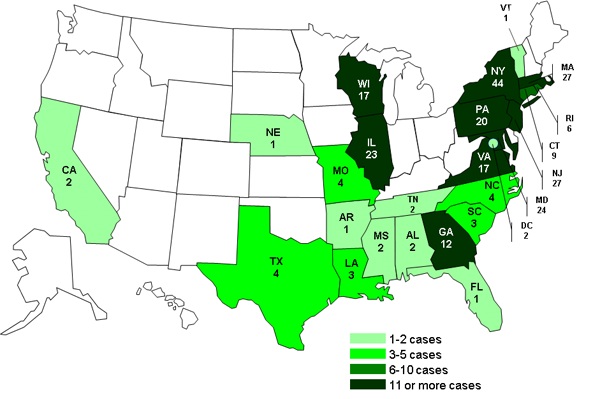 VT
1
MA
27
NY
44
WI
17
RI
6
PA
20
NE
1
IL
23
CT
9
VA
17
NJ
27
CA
2
MO
4
NC
4
MD
24
TN
2
SC
3
DC
2
AR
1
MS
2
AL
2
GA
12
TX
4
LA
3
FL
1
1-2 cases
3-5 cases
6-10 cases
11 or more cases